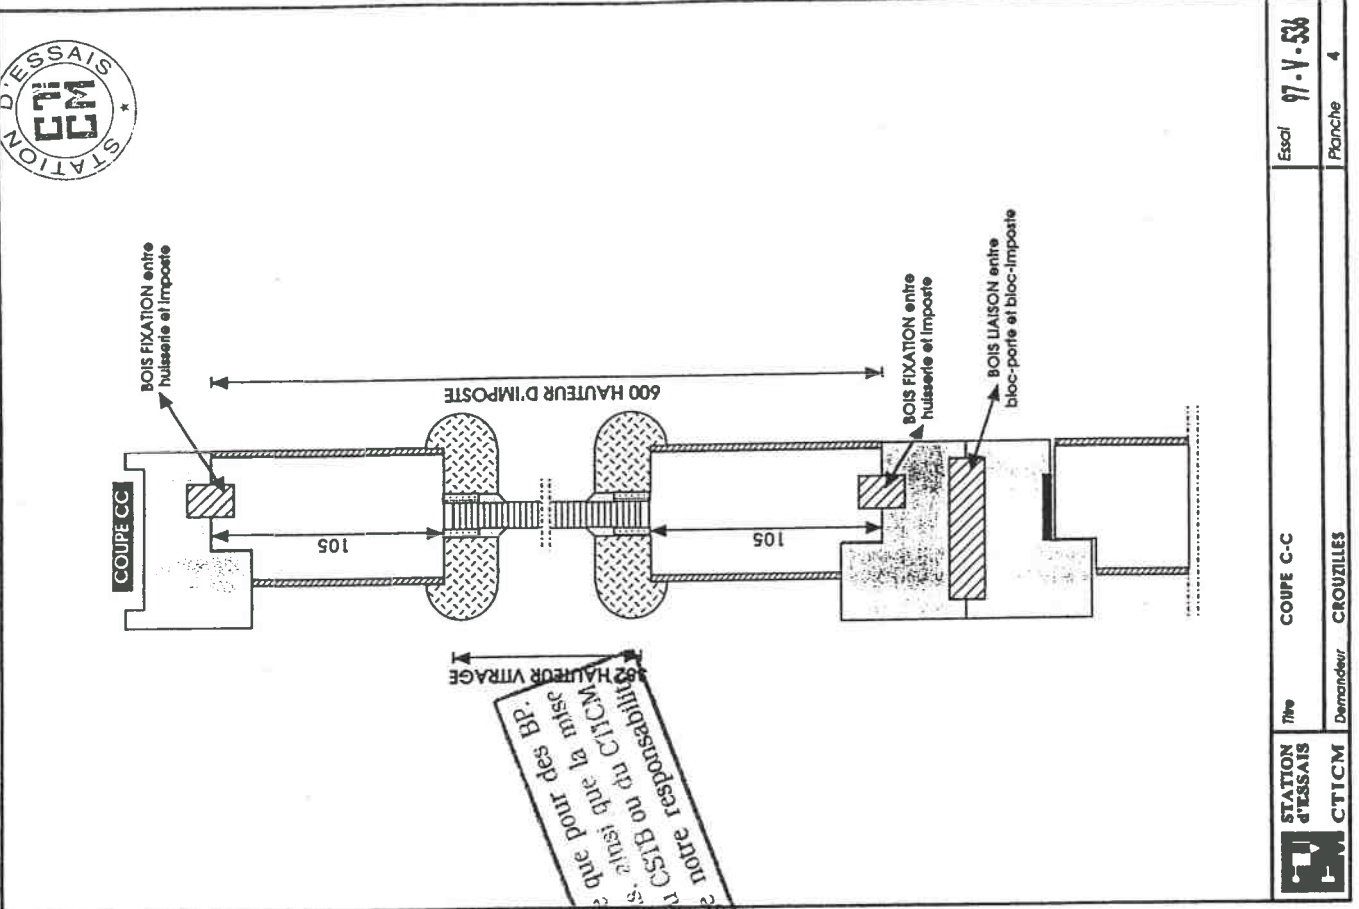 STATION D'ESSAIS
CTI
CM
COUPE CC
BOIS FIXATION entre
huisserie et imposte
600 HAUTEUR D'IMPOSTE
105
BOIS FIXATION entre
huisserie et imposte
105
BOIS LIAISON entre
bloc-porte et bloc-imposte
HAUTEUR VITRAGE
que pour des BP.
ainsi que la mise
CSTB ou du CTICM
notre responsabilité
STATION
d'ESSAIS
CTICM
Titre COUPE C-C
Demandeur CROUZILLES
Essai 97 - V - 536
Planche 4